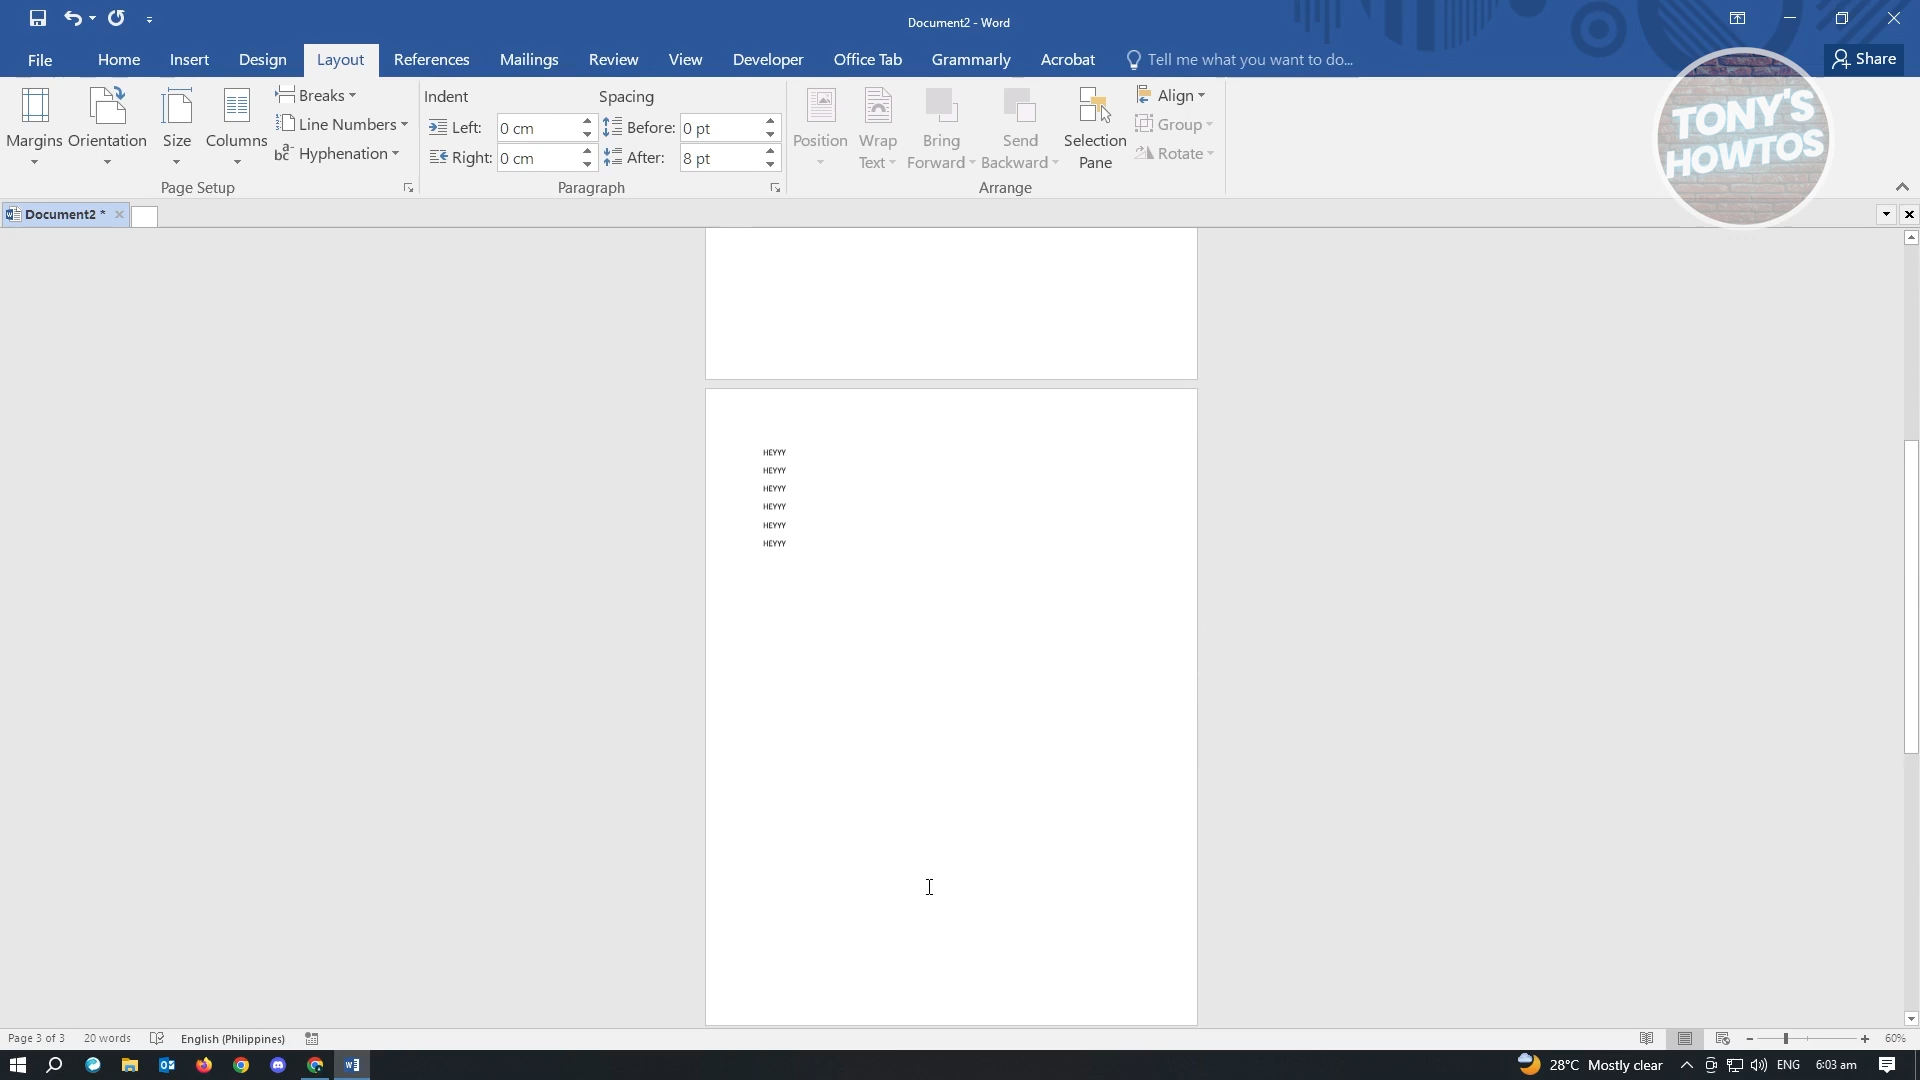 Document2 - Word
File Home Insert Design Layout References Mailings Review View Developer Office Tab Grammarly Acrobat Tell me what you want to do... Share
Margins Orientation Size Columns
Breaks
Line Numbers
Hyphenation
Page Setup
Indent Spacing
Left: 0 cm Before: 0 pt
Right: 0 cm After: 8 pt
Paragraph
Position Wrap Text Bring Forward Send Backward Selection Pane
Align
Group
Rotate
Arrange
TONY'S
HOWTOS
Document2 *
HEYYY
HEYYY
HEYYY
HEYYY
HEYYY
HEYYY
Page 3 of 3 20 words English (Philippines) 60%
28°C Mostly clear ENG 6:03 am